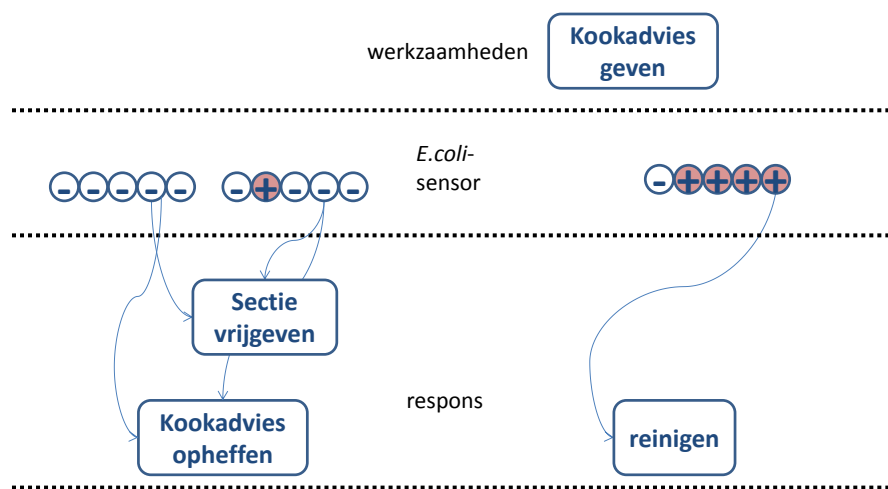 werkzaamheden
Kookadvies
geven
E.coli-
sensor
- - - - -
- + - - -
- + + + +
Sectie
vrijgeven
respons
Kookadvies
opheffen
reinigen